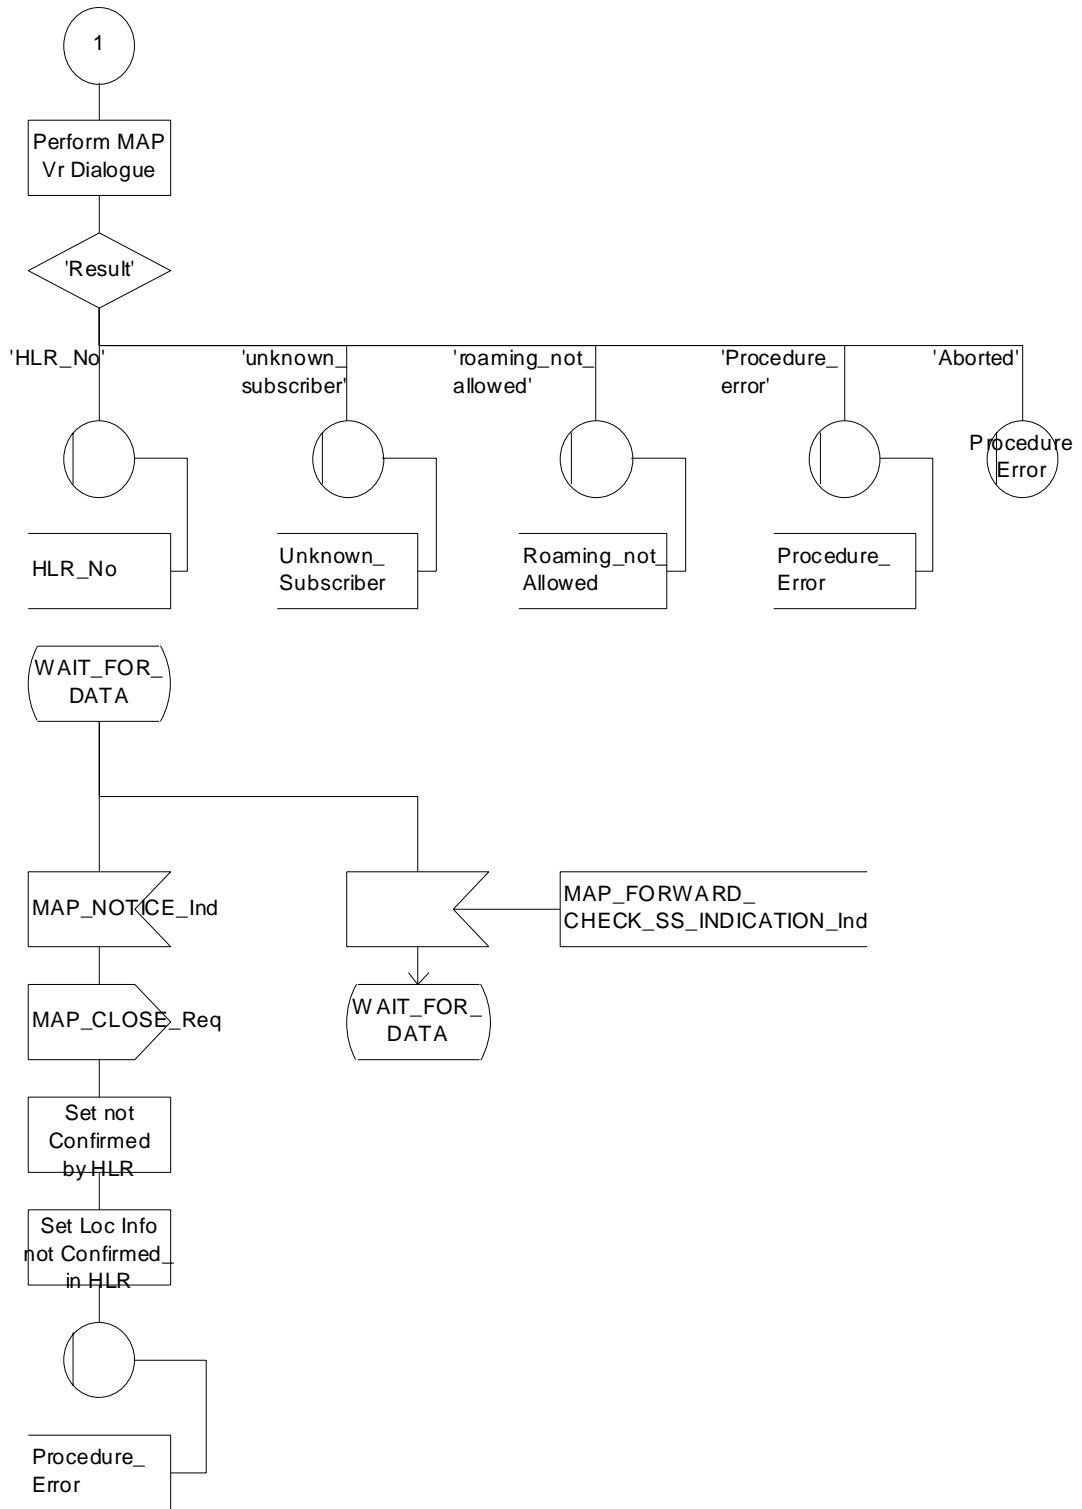 1
Perform MAP
Vr Dialogue
'Result'
'HLR_No'
'unknown_
subscriber'
'roaming_not_
allowed'
'Procedure_
error'
'Aborted'
Procedure
Error
HLR_No
Unknown_
Subscriber
Roaming_not_
Allowed
Procedure_
Error
WAIT_FOR_
DATA
MAP_NOTICE_Ind
MAP_FORWARD_
CHECK_SS_INDICATION_Ind
MAP_CLOSE_Req
WAIT_FOR_
DATA
Set not
Confirmed
by HLR
Set Loc Info
not Confirmed_
in HLR
Procedure_
Error